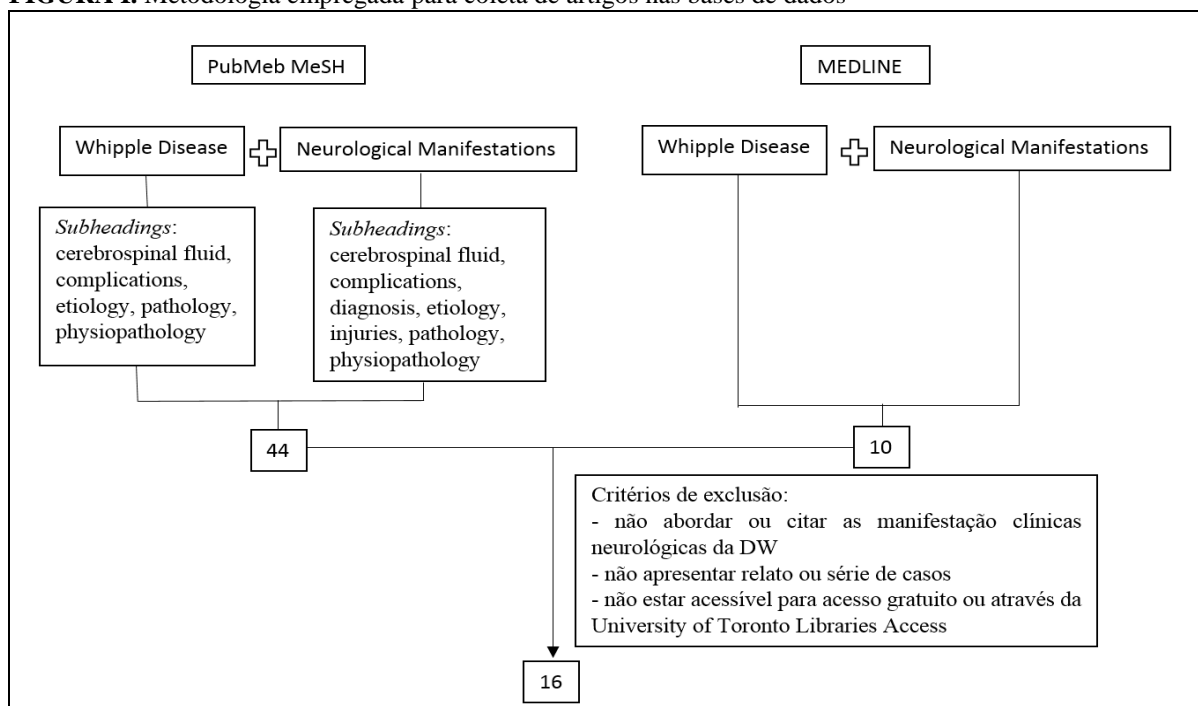 FIGURA I. Metodologia empregada para coleta de artigos nas bases de dados
PubMeb MeSH
MEDLINE
Whipple Disease
Neurological Manifestations
Whipple Disease
Neurological Manifestations
Subheadings:
cerebrospinal fluid,
complications,
etiology, pathology,
physiopathology
Subheadings:
cerebrospinal fluid,
complications,
diagnosis, etiology,
injuries, pathology,
physiopathology
44
10
Critérios de exclusão:
- não abordar ou citar as manifestação clínicas
neurológicas da DW
- não apresentar relato ou série de casos
- não estar acessível para acesso gratuito ou através da
University of Toronto Libraries Access
16